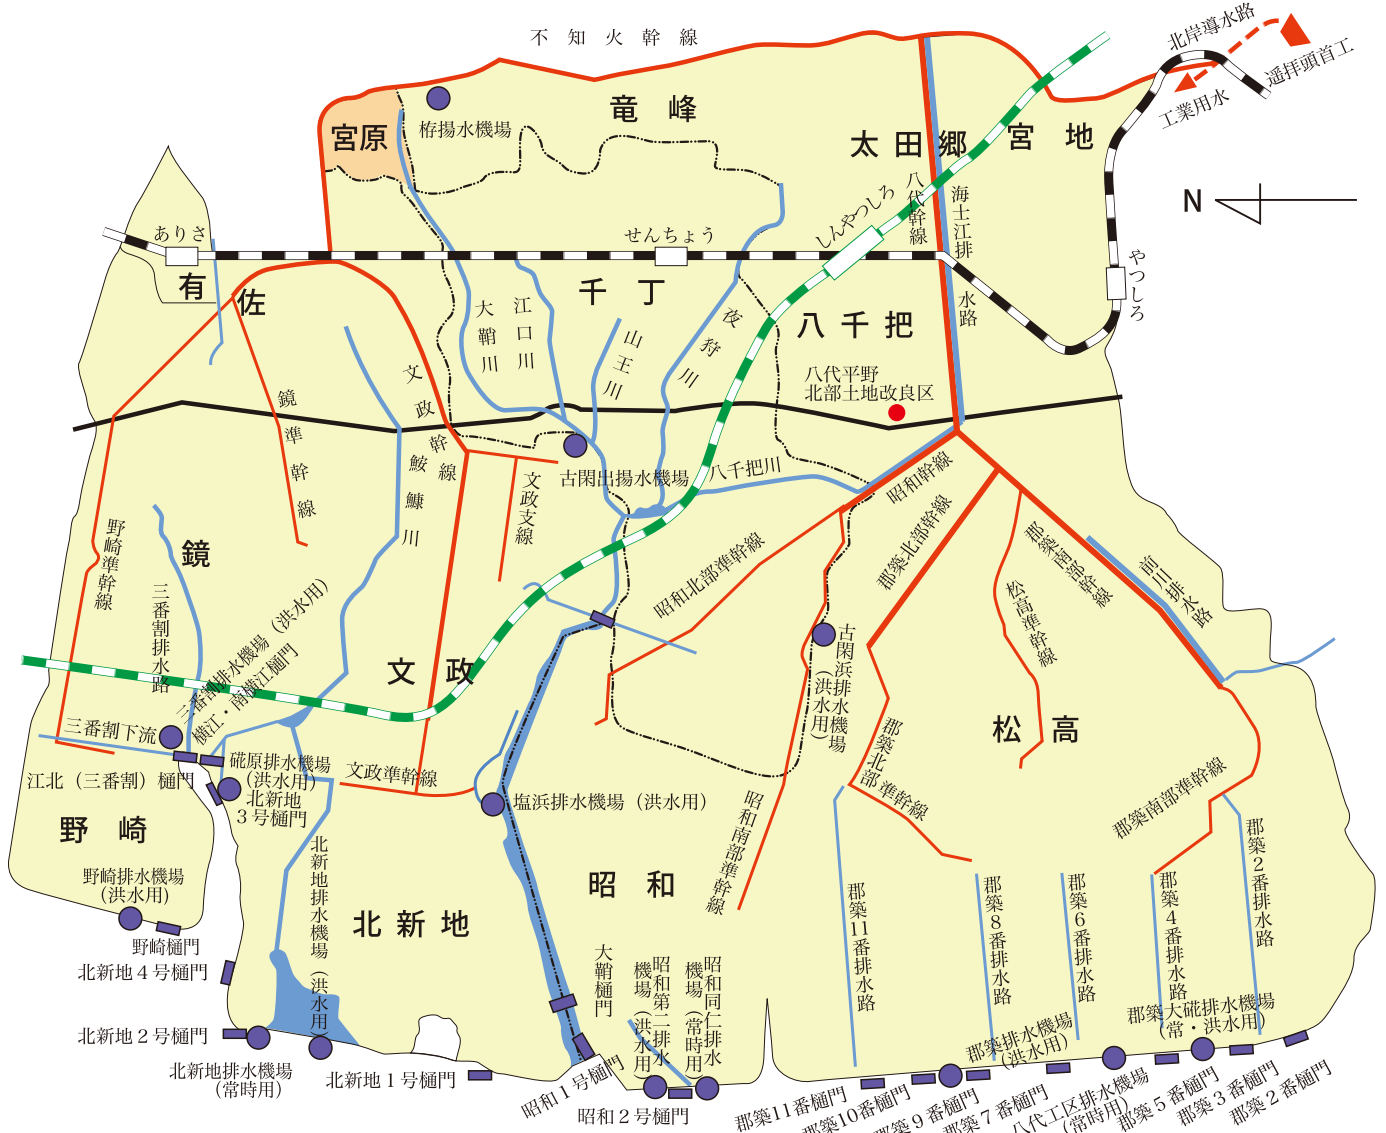 不知火幹線
北岸導水路
遥拝頭首工
工業用水
竜峰
宮原
栫揚水機場
太田郷
宮地
八代幹線
海士江排
水路
N
ありさ
せんちょう
しんやつしろ
やつしろ
有佐
千丁
八千把
大鞘川
江口川
山王川
夜狩川
八代平野
北部土地改良区
文政幹線
鏡準幹線
鮟鱇川
文政支線
古閑出揚水機場
八千把川
昭和幹線
野崎準幹線
鏡
三番割排水路
三番割排水機場(洪水用)
横江・南横江樋門
昭和北部準幹線
郡築北部幹線
郡築南部幹線
前川排水路
松高準幹線
文政
古閑浜排水機場
(洪水用)
松高
三番割下流
江北(三番割)樋門
硴原排水機場
(洪水用)
北新地
3号樋門
文政準幹線
塩浜排水機場(洪水用)
郡築北
部準幹線
郡築南部準幹線
昭和南部準幹線
野崎
野崎排水機場
(洪水用)
野崎樋門
北新地排水機場(洪水用)
北新地
昭和
大鞘樋門
昭和第二排水
機場(洪水用)
昭和同仁排水
機場(常時用)
郡築11番排水路
郡築8番排水路
郡築6番排水路
郡築4番排水路
郡築2番排水路
北新地4号樋門
北新地2号樋門
北新地排水機場
(常時用)
北新地1号樋門
昭和1号樋門
昭和2号樋門
郡築排水機場
(洪水用)
郡築大硴排水機場
(常・洪水用)
郡築11番樋門
郡築10番樋門
郡築9番樋門
郡築7番樋門
八代工区排水機場
(常時用)
郡築5番樋門
郡築3番樋門
郡築2番樋門